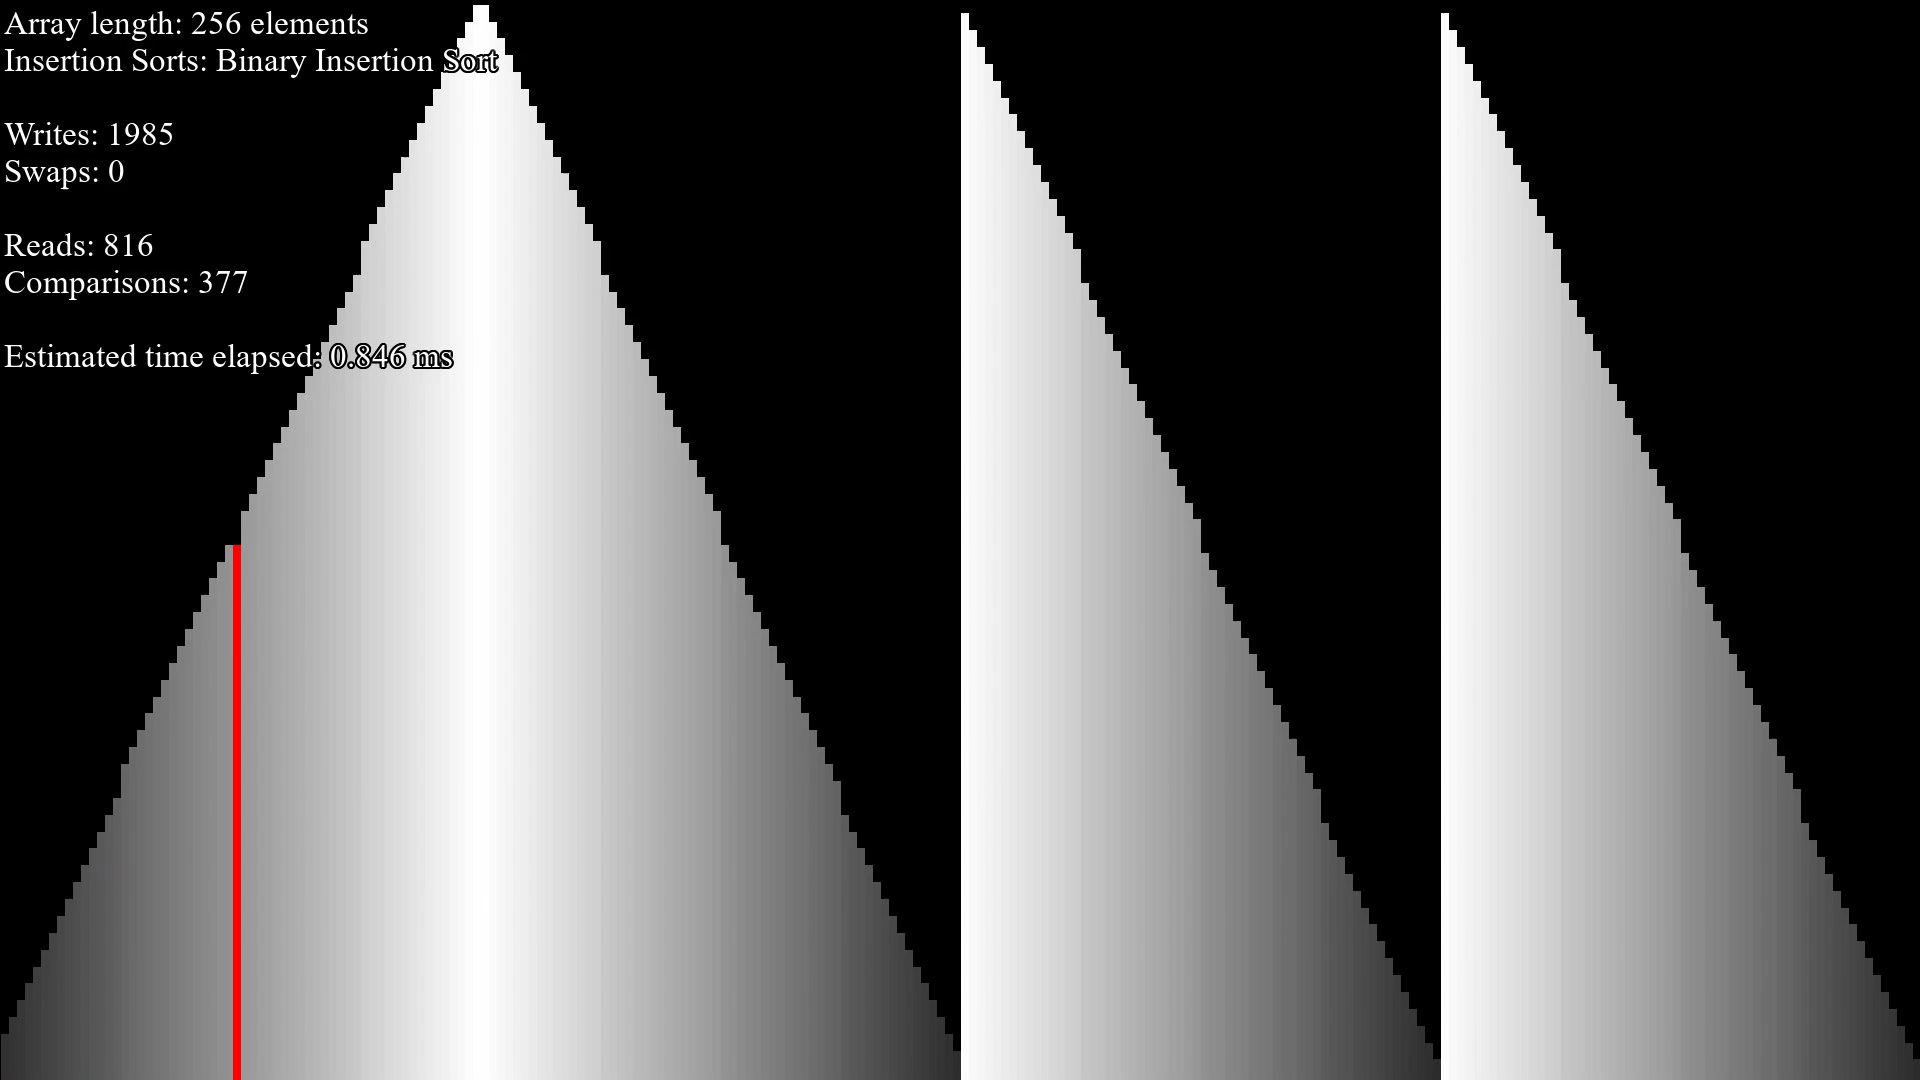 Array length: 256 elements
Insertion Sorts: Binary Insertion Sort
Writes: 1985
Swaps: 0
Reads: 816
Comparisons: 377
Estimated time elapsed: 0.846 ms